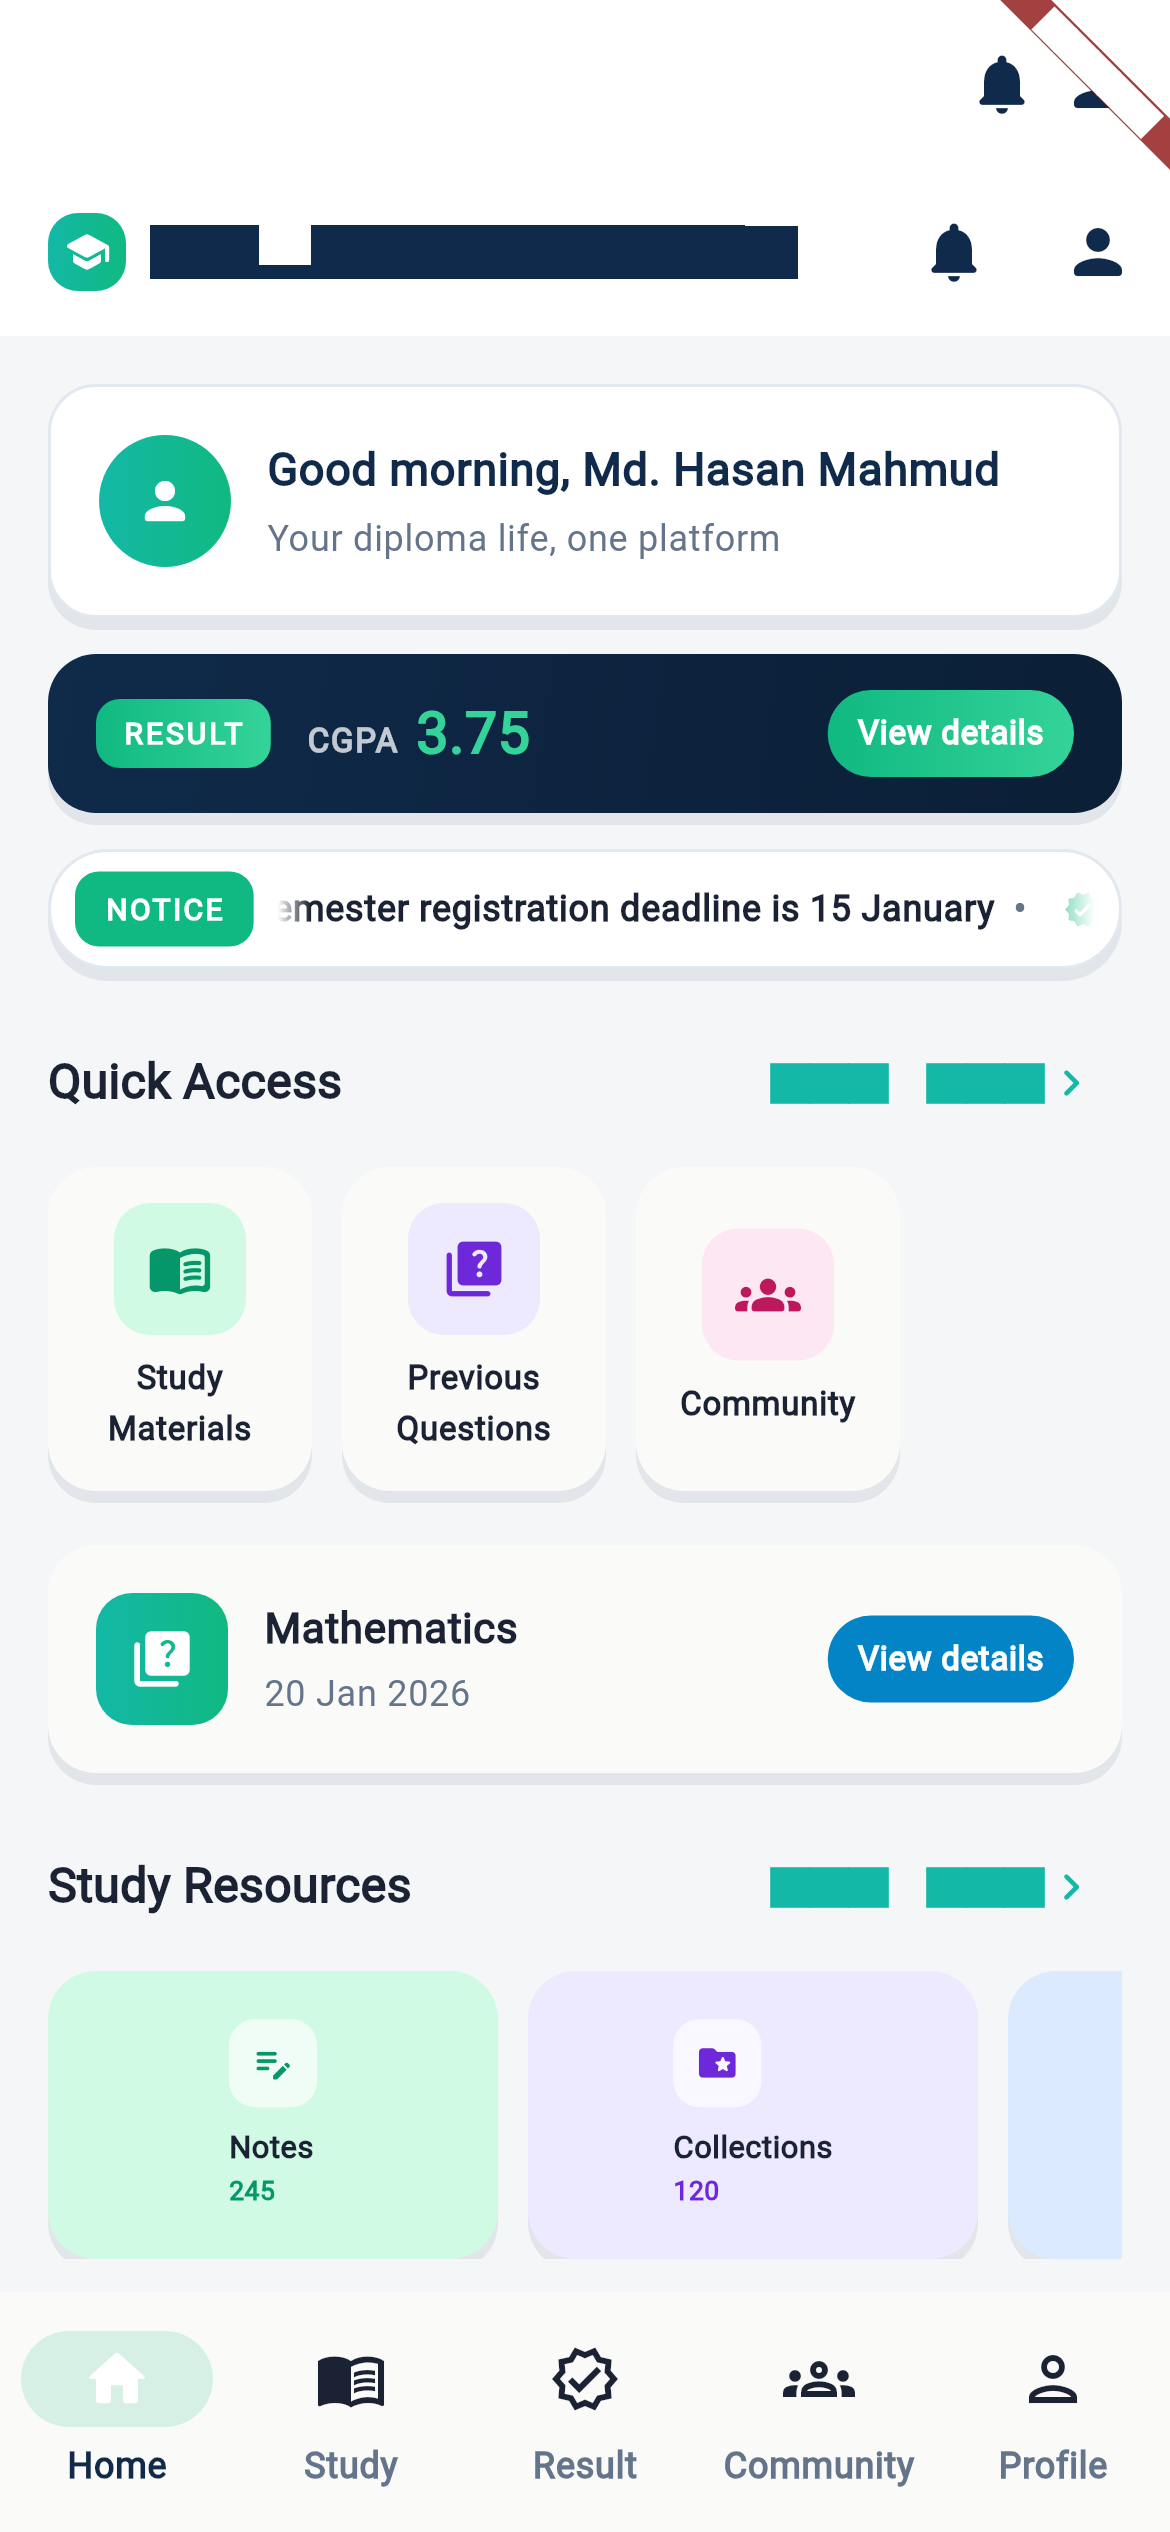 Good morning, Md. Hasan Mahmud
Your diploma life, one platform
RESULT CGPA 3.75 View details
NOTICE emester registration deadline is 15 January •
Quick Access
Study
Materials
Previous
Questions
Community
Mathematics
20 Jan 2026
View details
Study Resources
Notes
245
Collections
120
Home Study Result Community Profile